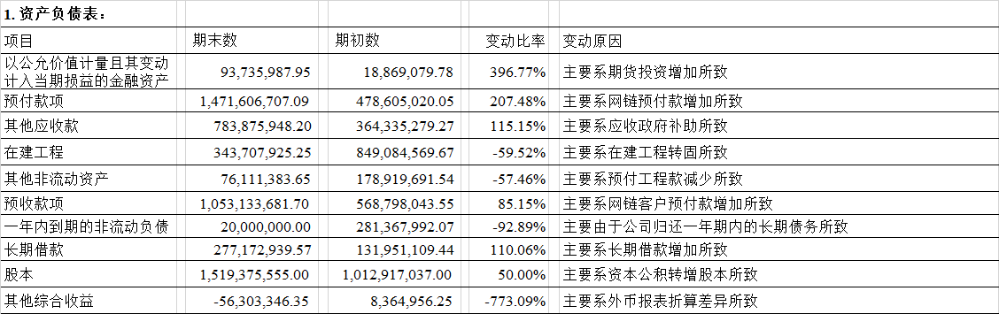 1. 资产负债表：
项目 期末数 期初数 变动比率 变动原因
以公允价值计量且其变动
计入当期损益的金融资产 93,735,987.95 18,869,079.78 396.77% 主要系期货投资增加所致
预付款项 1,471,606,707.09 478,605,020.05 207.48% 主要系网链预付款增加所致
其他应收款 783,875,948.20 364,335,279.27 115.15% 主要系应收政府补助所致
在建工程 343,707,925.25 849,084,569.67 -59.52% 主要系在建工程转固所致
其他非流动资产 76,111,383.65 178,919,691.54 -57.46% 主要系预付工程款减少所致
预收款项 1,053,133,681.70 568,798,043.55 85.15% 主要系网链客户预付款增加所致
一年内到期的非流动负债 20,000,000.00 281,367,992.07 -92.89% 主要由于公司归还一年期内的长期债务所致
长期借款 277,172,939.57 131,951,109.44 110.06% 主要系长期借款增加所致
股本 1,519,375,555.00 1,012,917,037.00 50.00% 主要系资本公积转增股本所致
其他综合收益 -56,303,346.35 8,364,956.25 -773.09% 主要系外币报表折算差异所致